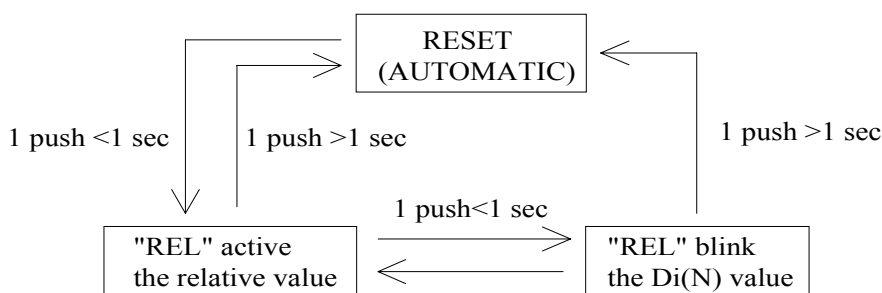 RESET
(AUTOMATIC)
1 push <1 sec
1 push >1 sec
1 push >1 sec
1 push<1 sec
"REL" active
the relative value
"REL" blink
the Di(N) value